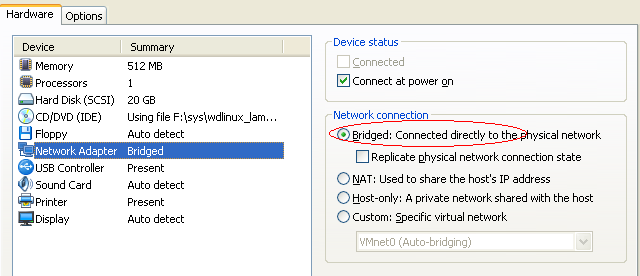 Hardware Options
Device Summary
Memory 512 MB
Processors 1
Hard Disk (SCSI) 20 GB
CD/DVD (IDE) Using file F:\sys\wdlinux_lam...
Floppy Auto detect
Network Adapter Bridged
USB Controller Present
Sound Card Auto detect
Printer Present
Display Auto detect
Device status
Connected
Connect at power on
Network connection
Bridged: Connected directly to the physical network
Replicate physical network connection state
NAT: Used to share the host's IP address
Host-only: A private network shared with the host
Custom: Specific virtual network
VMnet0 (Auto-bridging)